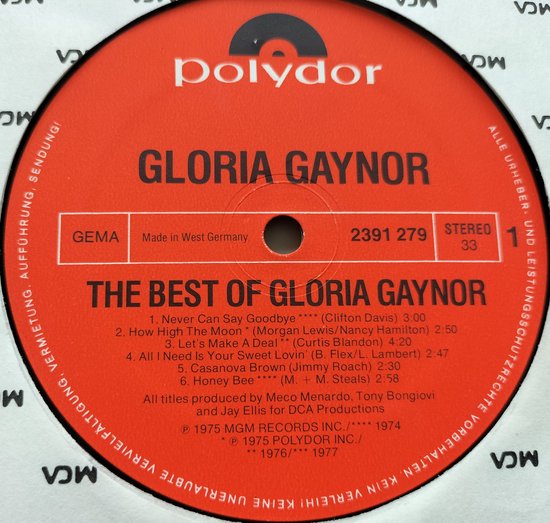 polydor
GLORIA GAYNOR
GEMA
Made in West Germany
2391 279
STEREO
33
1
THE BEST OF GLORIA GAYNOR
1. Never Can Say Goodbye **** (Clifton Davis) 3:00
2. How High The Moon * (Morgan Lewis/Nancy Hamilton) 2:50
3. Let's Make A Deal ** (Curtis Blandon) 4:20
4. All I Need Is Your Sweet Lovin' (B. Flex/L. Lambert) 2:47
5. Casanova Brown (Jimmy Roach) 2:30
6. Honey Bee **** (M. + M. Steals) 2:58
All titles produced by Meco Menardo, Tony Bongiovi
and Jay Ellis for DCA Productions
℗ 1975 MGM RECORDS INC./**** 1974
* ℗ 1975 POLYDOR INC./
** 1976/*** 1977
ALLE URHEBER- UND LEISTUNGSSCHUTZRECHTE VORBEHALTEN. KEIN VERLEIH! KEINE UNERLAUBTE VERVIELFÄLTIGUNG, VERMIETUNG, AUFFÜHRUNG, SENDUNG!
MCA
MCA
MCA
MCA
MCA
MCA